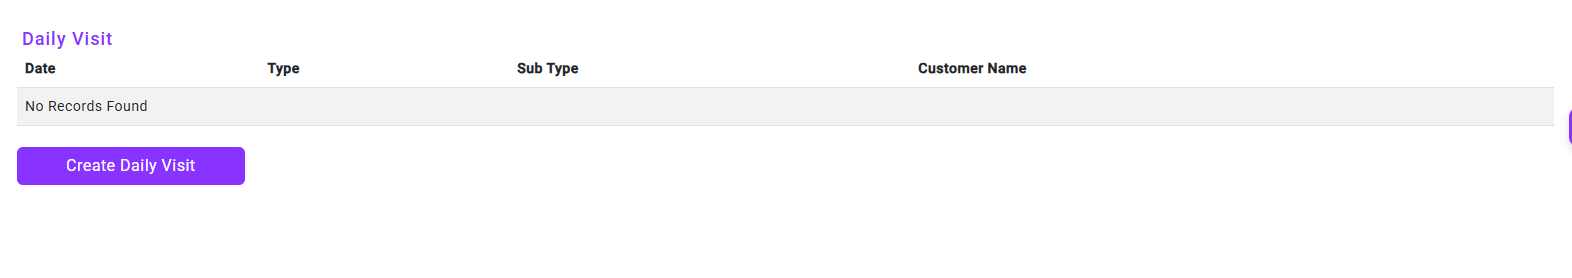 Daily Visit
Date Type Sub Type Customer Name
No Records Found
Create Daily Visit